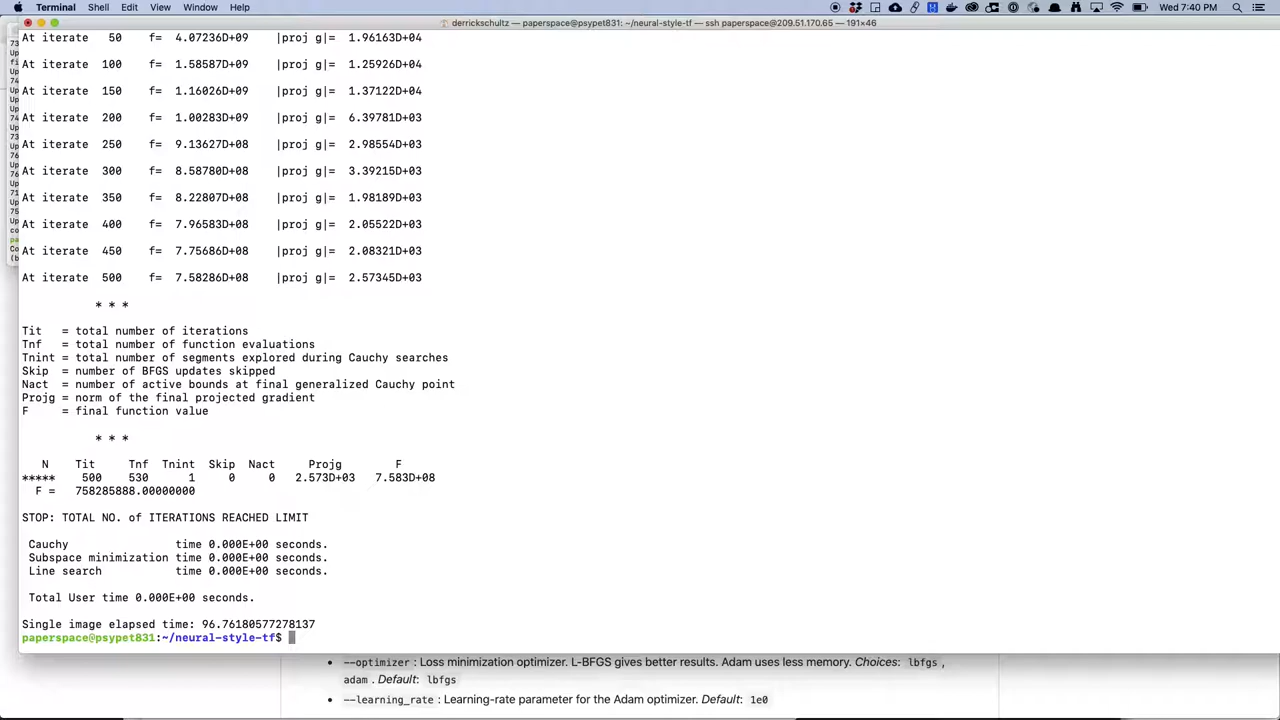 Terminal Shell Edit View Window Help
Wed 7:40 PM
derrickschultz — paperspace@psypet831: ~/neural-style-tf — ssh paperspace@209.51.170.65 — 191×46
At iterate 50 f= 4.07236D+09 |proj g|= 1.96163D+04
At iterate 100 f= 1.58587D+09 |proj g|= 1.25926D+04
At iterate 150 f= 1.16026D+09 |proj g|= 1.37122D+04
At iterate 200 f= 1.00283D+09 |proj g|= 6.39781D+03
At iterate 250 f= 9.13627D+08 |proj g|= 2.98554D+03
At iterate 300 f= 8.58780D+08 |proj g|= 3.39215D+03
At iterate 350 f= 8.22807D+08 |proj g|= 1.98189D+03
At iterate 400 f= 7.96583D+08 |proj g|= 2.05522D+03
At iterate 450 f= 7.75686D+08 |proj g|= 2.08321D+03
At iterate 500 f= 7.58286D+08 |proj g|= 2.57345D+03
* * *
Tit = total number of iterations
Tnf = total number of function evaluations
Tnint = total number of segments explored during Cauchy searches
Skip = number of BFGS updates skipped
Nact = number of active bounds at final generalized Cauchy point
Projg = norm of the final projected gradient
F = final function value
* * *
N Tit Tnf Tnint Skip Nact Projg F
***** 500 530 1 0 0 2.573D+03 7.583D+08
F = 758285888.00000000
STOP: TOTAL NO. of ITERATIONS REACHED LIMIT
Cauchy time 0.000E+00 seconds.
Subspace minimization time 0.000E+00 seconds.
Line search time 0.000E+00 seconds.
Total User time 0.000E+00 seconds.
Single image elapsed time: 96.76180577278137
paperspace@psypet831:~/neural-style-tf$
• --optimizer : Loss minimization optimizer. L-BFGS gives better results. Adam uses less memory. Choices: lbfgs ,
adam . Default: lbfgs
• --learning_rate : Learning-rate parameter for the Adam optimizer. Default: 1e0